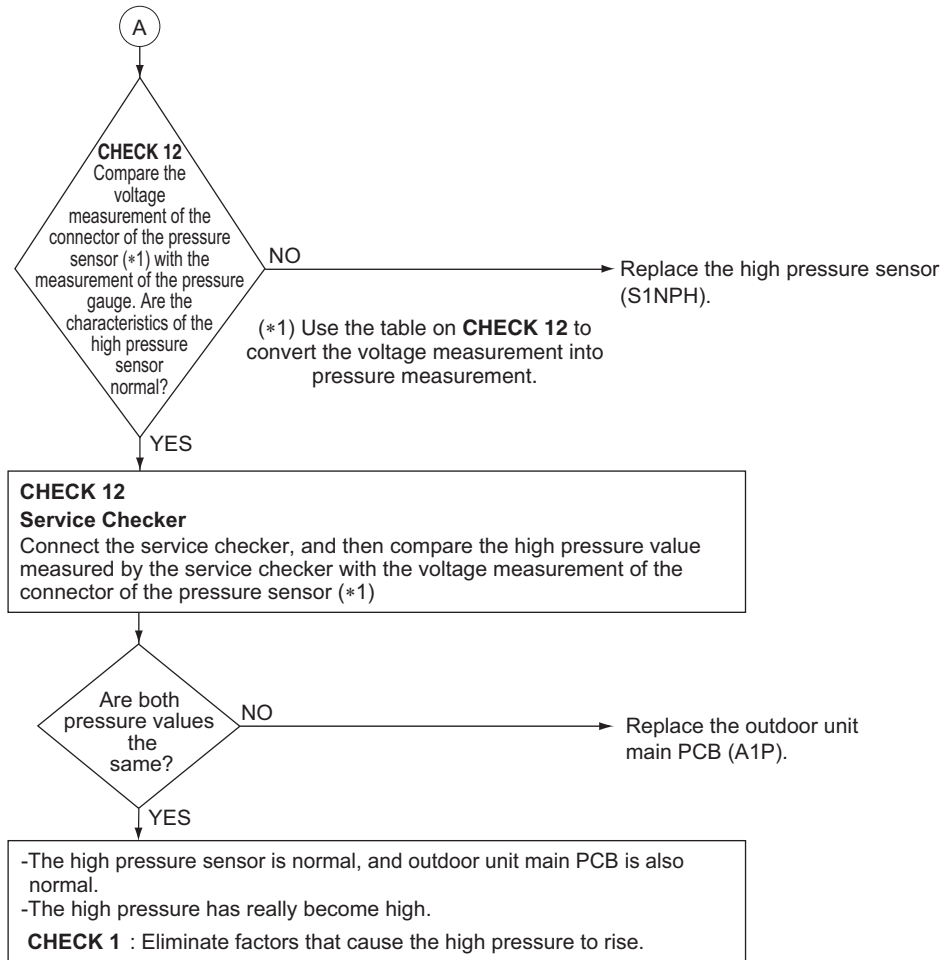 A
CHECK 12
Compare the
voltage
measurement of the
connector of the pressure
sensor (*1) with the
measurement of the pressure
gauge. Are the
characteristics of the
high pressure
sensor
normal?
NO
Replace the high pressure sensor
(S1NPH).
(*1) Use the table on CHECK 12 to
convert the voltage measurement into
pressure measurement.
YES
CHECK 12
Service Checker
Connect the service checker, and then compare the high pressure value
measured by the service checker with the voltage measurement of the
connector of the pressure sensor (*1)
Are both
pressure values
the
same?
NO
Replace the outdoor unit
main PCB (A1P).
YES
-The high pressure sensor is normal, and outdoor unit main PCB is also
normal.
-The high pressure has really become high.
CHECK 1 : Eliminate factors that cause the high pressure to rise.